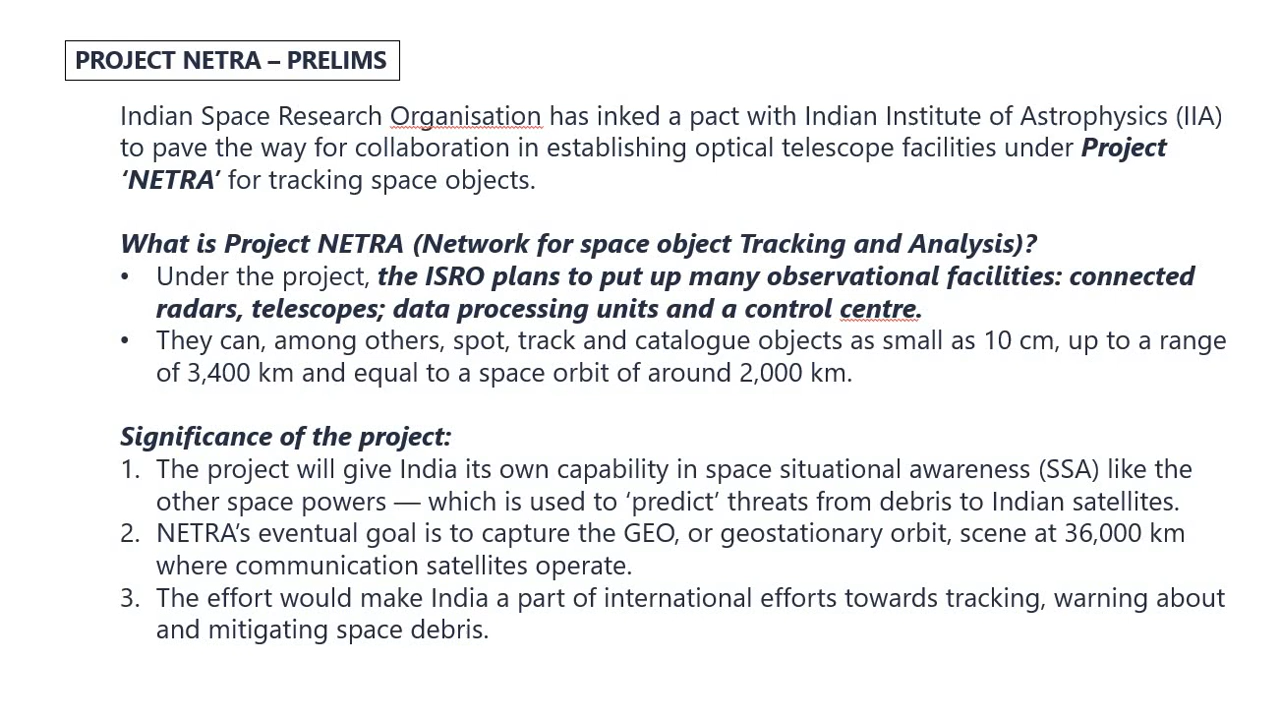 PROJECT NETRA – PRELIMS
Indian Space Research Organisation has inked a pact with Indian Institute of Astrophysics (IIA)
to pave the way for collaboration in establishing optical telescope facilities under Project
‘NETRA’ for tracking space objects.
What is Project NETRA (Network for space object Tracking and Analysis)?
• Under the project, the ISRO plans to put up many observational facilities: connected
radars, telescopes; data processing units and a control centre.
• They can, among others, spot, track and catalogue objects as small as 10 cm, up to a range
of 3,400 km and equal to a space orbit of around 2,000 km.
Significance of the project:
1. The project will give India its own capability in space situational awareness (SSA) like the
other space powers — which is used to ‘predict’ threats from debris to Indian satellites.
2. NETRA’s eventual goal is to capture the GEO, or geostationary orbit, scene at 36,000 km
where communication satellites operate.
3. The effort would make India a part of international efforts towards tracking, warning about
and mitigating space debris.